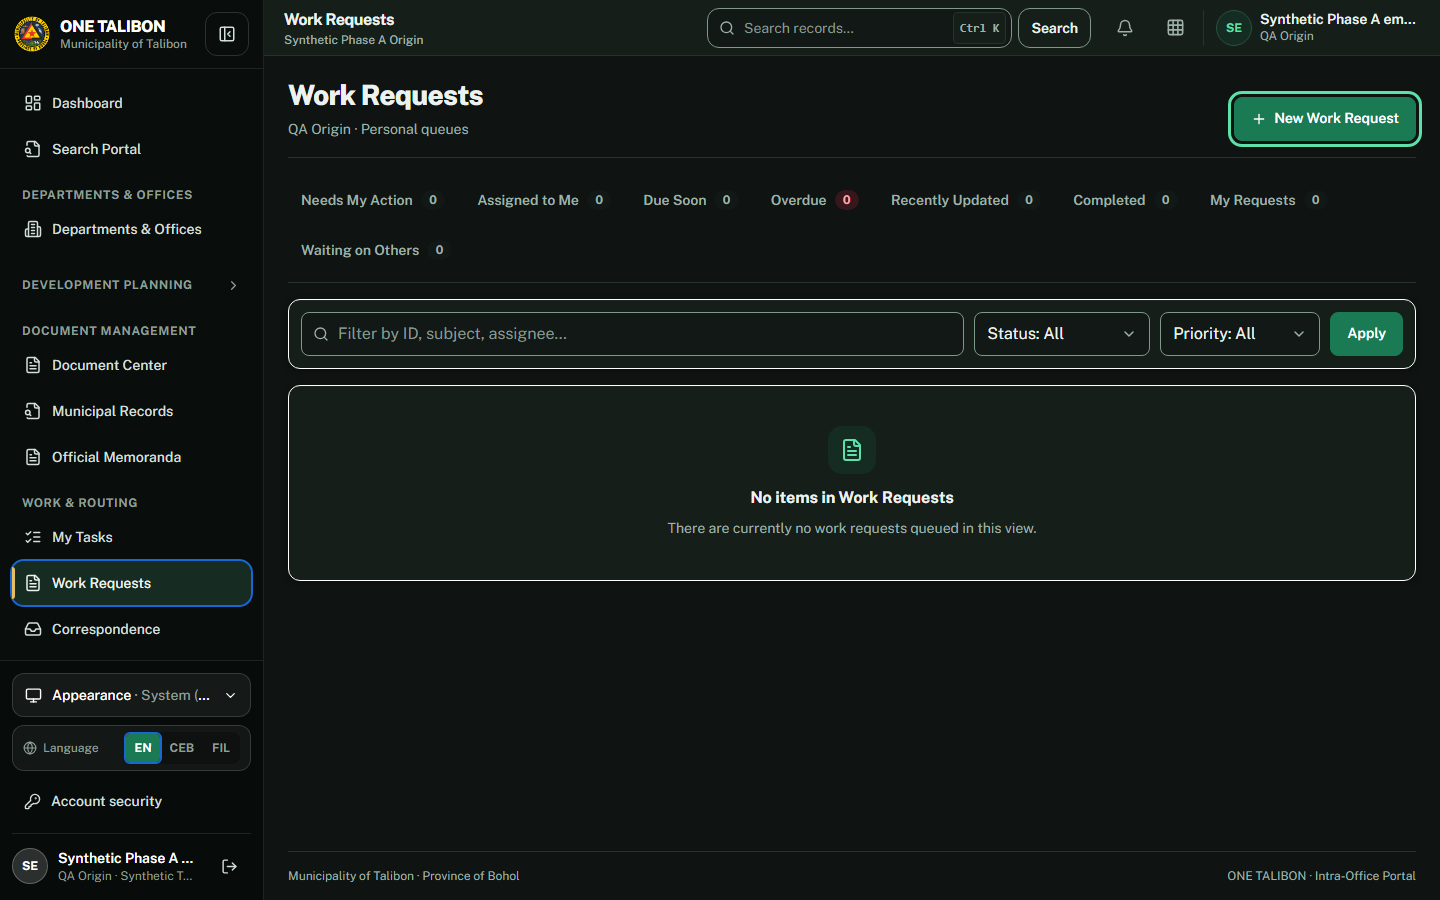 ONE TALIBON
Municipality of Talibon
Dashboard
Search Portal
DEPARTMENTS & OFFICES
Departments & Offices
DEVELOPMENT PLANNING
DOCUMENT MANAGEMENT
Document Center
Municipal Records
Official Memoranda
WORK & ROUTING
My Tasks
Work Requests
Correspondence
Appearance · System (...
Language EN CEB FIL
Account security
SE Synthetic Phase A ...
QA Origin · Synthetic T...
Work Requests
Synthetic Phase A Origin
Search records... Ctrl K Search
SE Synthetic Phase A em...
QA Origin
Work Requests
QA Origin · Personal queues
+ New Work Request
Needs My Action 0 Assigned to Me 0 Due Soon 0 Overdue 0 Recently Updated 0 Completed 0 My Requests 0
Waiting on Others 0
Filter by ID, subject, assignee... Status: All Priority: All Apply
No items in Work Requests
There are currently no work requests queued in this view.
Municipality of Talibon · Province of Bohol
ONE TALIBON · Intra-Office Portal